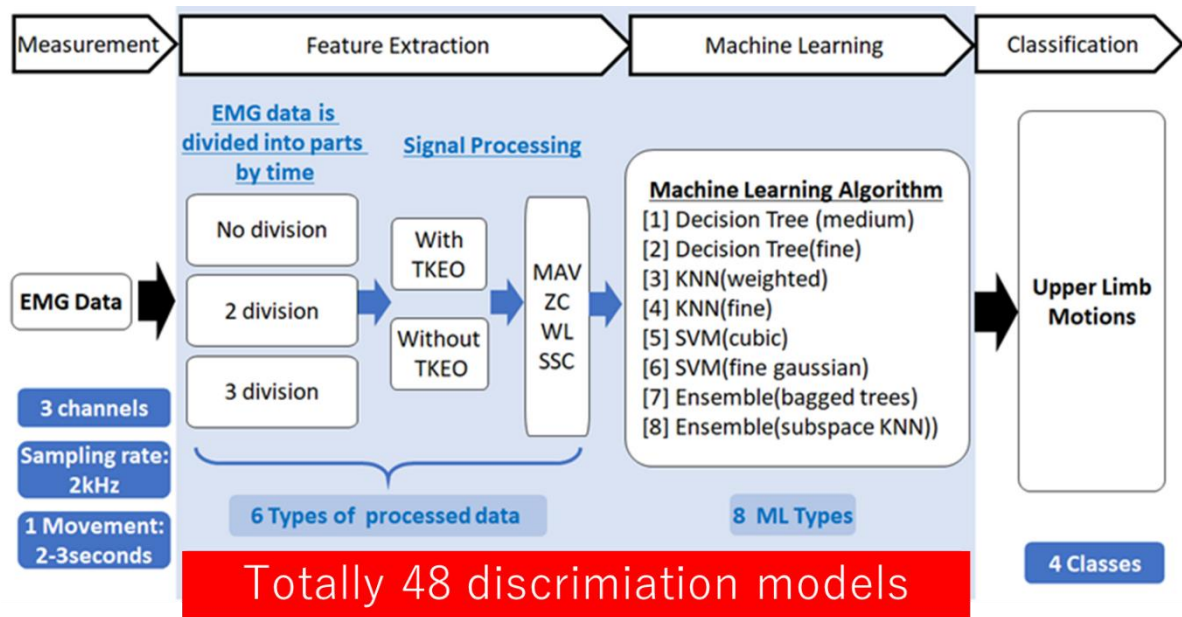 Measurement
Feature Extraction
Machine Learning
Classification
EMG Data
3 channels
Sampling rate:
2kHz
1 Movement:
2-3seconds
EMG data is
divided into parts
by time
No division
2 division
3 division
Signal Processing
With
TKEO
Without
TKEO
MAV
ZC
WL
SSC
6 Types of processed data
Machine Learning Algorithm
[1] Decision Tree (medium)
[2] Decision Tree(fine)
[3] KNN(weighted)
[4] KNN(fine)
[5] SVM(cubic)
[6] SVM(fine gaussian)
[7] Ensemble(bagged trees)
[8] Ensemble(subspace KNN))
8 ML Types
Upper Limb
Motions
4 Classes
Totally 48 discrimiation models